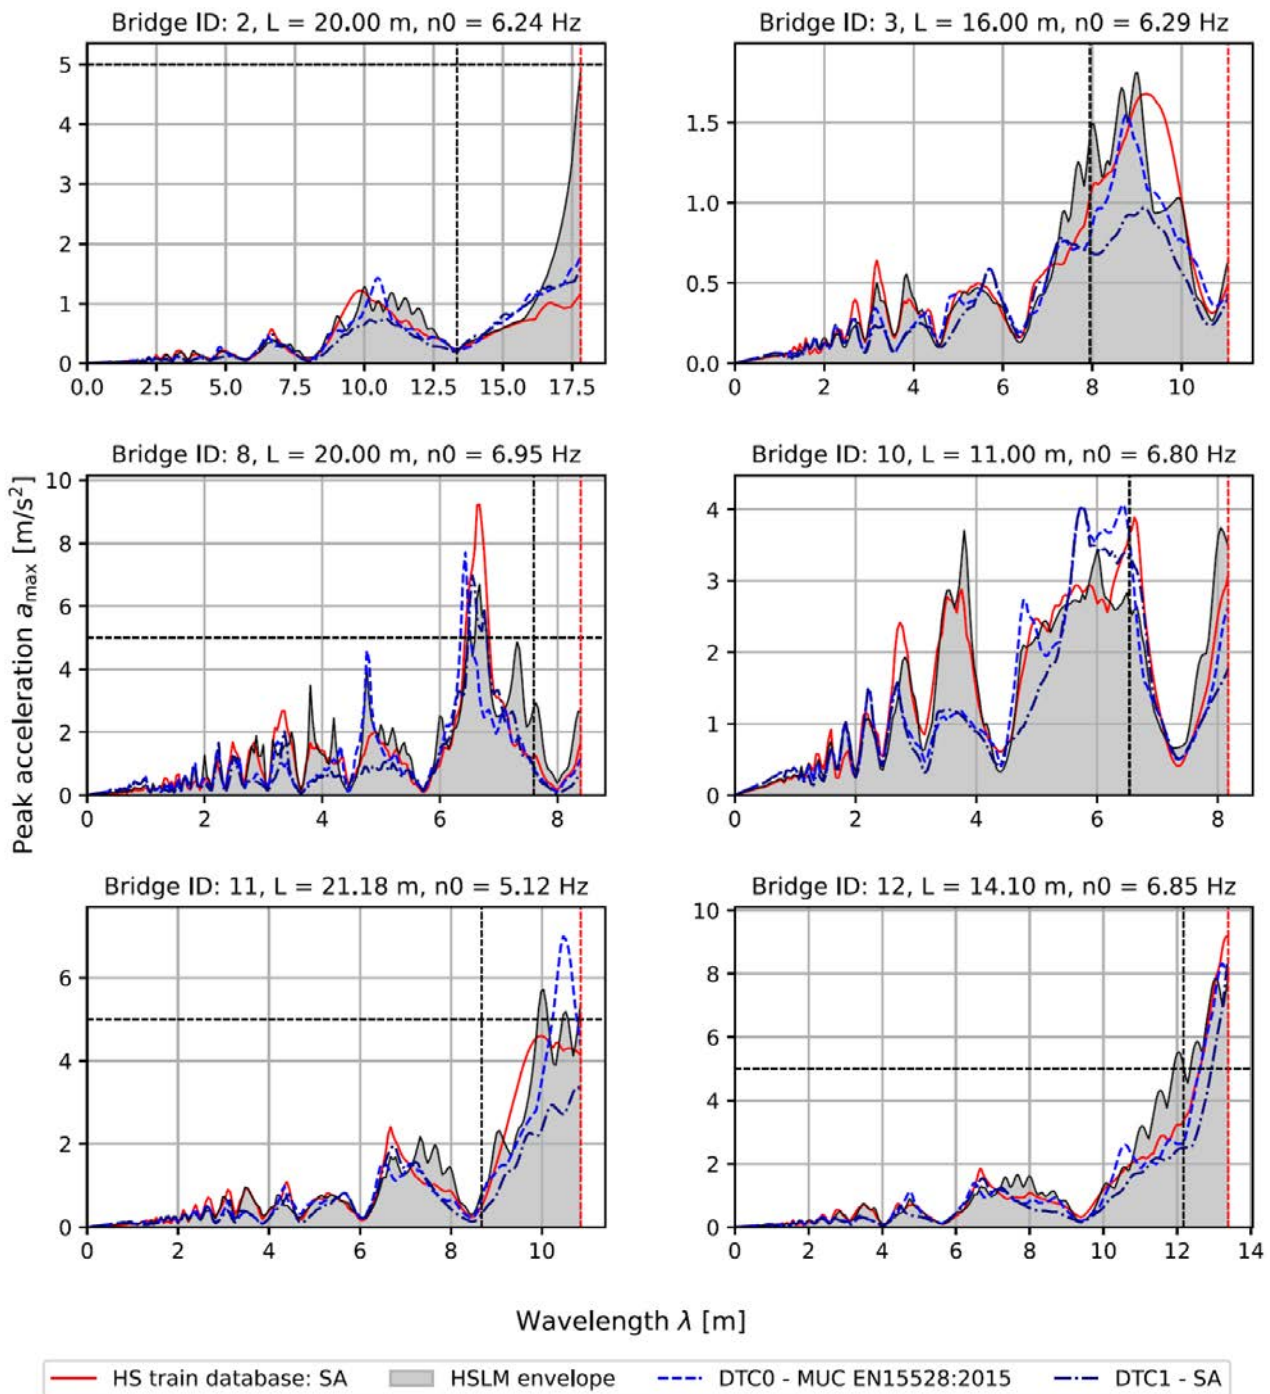 Bridge ID: 2, L = 20.00 m, n0 = 6.24 Hz
5
4
3
2
1
0
0.0 2.5 5.0 7.5 10.0 12.5 15.0 17.5
Bridge ID: 3, L = 16.00 m, n0 = 6.29 Hz
1.5
1.0
0.5
0.0
0 2 4 6 8 10
Peak acceleration amax [m/s²]
Bridge ID: 8, L = 20.00 m, n0 = 6.95 Hz
10
8
6
4
2
0
0 2 4 6 8
Bridge ID: 10, L = 11.00 m, n0 = 6.80 Hz
4
3
2
1
0
0 2 4 6 8
Bridge ID: 11, L = 21.18 m, n0 = 5.12 Hz
6
4
2
0
0 2 4 6 8 10
Bridge ID: 12, L = 14.10 m, n0 = 6.85 Hz
10
8
6
4
2
0
0 2 4 6 8 10 12 14
Wavelength λ [m]
HS train database: SA HSLM envelope DTC0 - MUC EN15528:2015 DTC1 - SA